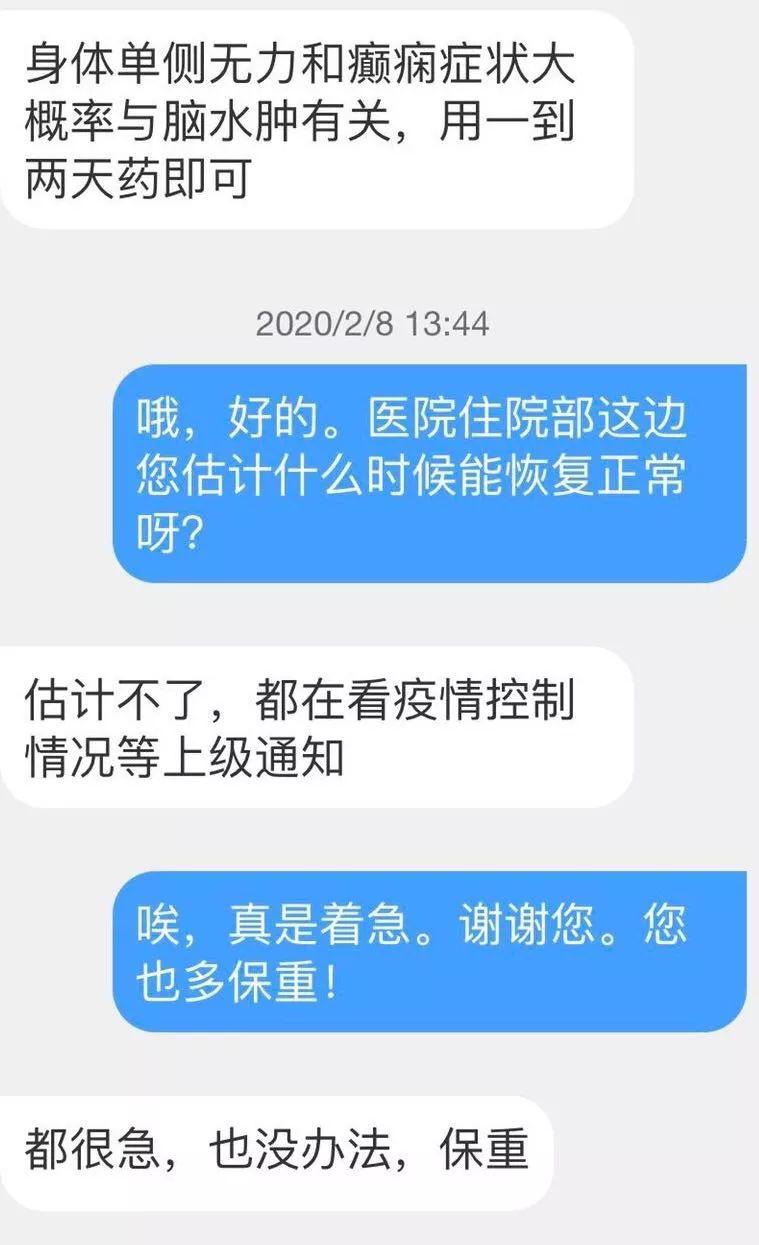 身体单侧无力和癫痫症状大
概率与脑水肿有关，用一到
两天药即可
2020/2/8 13:44
哦，好的。医院住院部这边
您估计什么时候能恢复正常
呀？
估计不了，都在看疫情控制
情况等上级通知
唉，真是着急。谢谢您。您
也多保重！
都很急，也没办法，保重